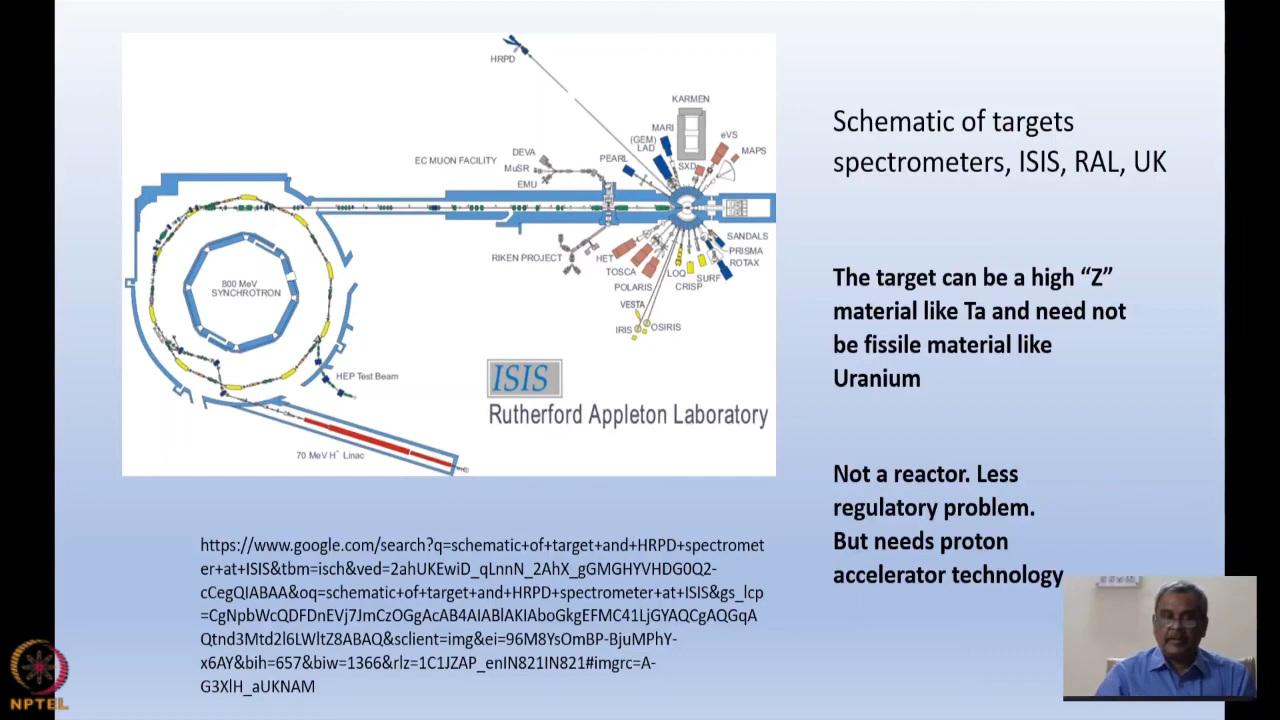 HRPD
KARMEN
MARI
(GEM)
LAD
eVS
MAPS
SXD
PEARL
DEVA
EC MUON FACILITY
MuSR
EMU
RIKEN PROJECT
HET
TOSCA
POLARIS
LOQ
CRISP
SURF
SANDALS
PRISMA
ROTAX
VESTA
IRIS
OSIRIS
800 MeV
SYNCHROTRON
HEP Test Beam
70 MeV H⁻ Linac
ISIS
Rutherford Appleton Laboratory
Schematic of targets
spectrometers, ISIS, RAL, UK
The target can be a high “Z”
material like Ta and need not
be fissile material like
Uranium
Not a reactor. Less
regulatory problem.
But needs proton
accelerator technology
https://www.google.com/search?q=schematic+of+target+and+HRPD+spectromet
er+at+ISIS&tbm=isch&ved=2ahUKEwiD_qLnnN_2AhX_gGMGHYVHDG0Q2-
cCegQIABAA&oq=schematic+of+target+and+HRPD+spectrometer+at+ISIS&gs_lcp
=CgNpbWcQDFDnEVj7JmCzOGgAcAB4AIABlAKIAboGkgEFMC41LjGYAQCgAQGqA
Qtnd3Mtd2l6LWltZ8ABAQ&sclient=img&ei=96M8YsOmBP-BjuMPhY-
x6AY&bih=657&biw=1366&rlz=1C1JZAP_enIN821IN821#imgrc=A-
G3XlH_aUKNAM
NPTEL